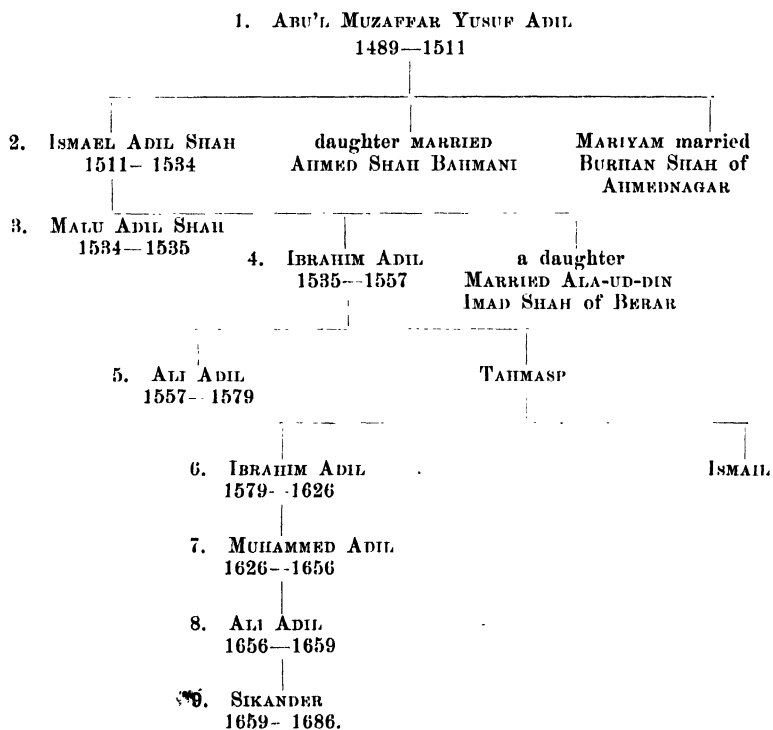 1. ABU'L MUZAFFAR YUSUF ADIL
1489—1511
2. ISMAEL ADIL SHAH
1511–1534
daughter MARRIED
AHMED SHAH BAHMANI
MARIYAM married
BURHAN SHAH of
AHMEDNAGAR
3. MALU ADIL SHAH
1534—1535
4. IBRAHIM ADIL
1535—1557
a daughter
MARRIED ALA-UD-DIN
IMAD SHAH of BERAR
5. ALI ADIL
1557–1579
TAHMASP
6. IBRAHIM ADIL
1579–1626
ISMAIL
7. MUHAMMED ADIL
1626–1656
8. ALI ADIL
1656—1659
9. SIKANDER
1659–1686.